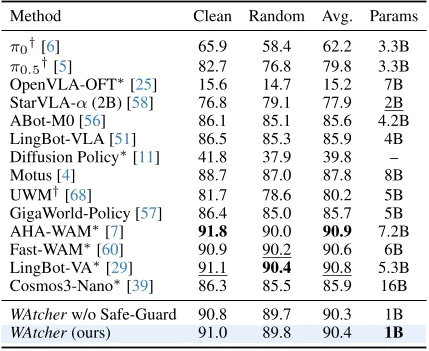 Method Clean Random Avg. Params
π₀† [6] 65.9 58.4 62.2 3.3B
π₀.₅† [5] 82.7 76.8 79.8 3.3B
OpenVLA-OFT* [25] 15.6 14.7 15.2 7B
StarVLA-α (2B) [58] 76.8 79.1 77.9 2B
ABot-M0 [56] 86.1 85.1 85.6 4.2B
LingBot-VLA [51] 86.5 85.3 85.9 4B
Diffusion Policy* [11] 41.8 37.9 39.8 –
Motus [4] 88.7 87.0 87.8 8B
UWM† [68] 81.7 78.6 80.2 5B
GigaWorld-Policy [57] 86.4 85.0 85.7 5B
AHA-WAM* [7] 91.8 90.0 90.9 7.2B
Fast-WAM* [60] 90.9 90.2 90.6 6B
LingBot-VA* [29] 91.1 90.4 90.8 5.3B
Cosmos3-Nano* [39] 86.3 85.5 85.9 16B
WAtcher w/o Safe-Guard 90.8 89.7 90.3 1B
WAtcher (ours) 91.0 89.8 90.4 1B